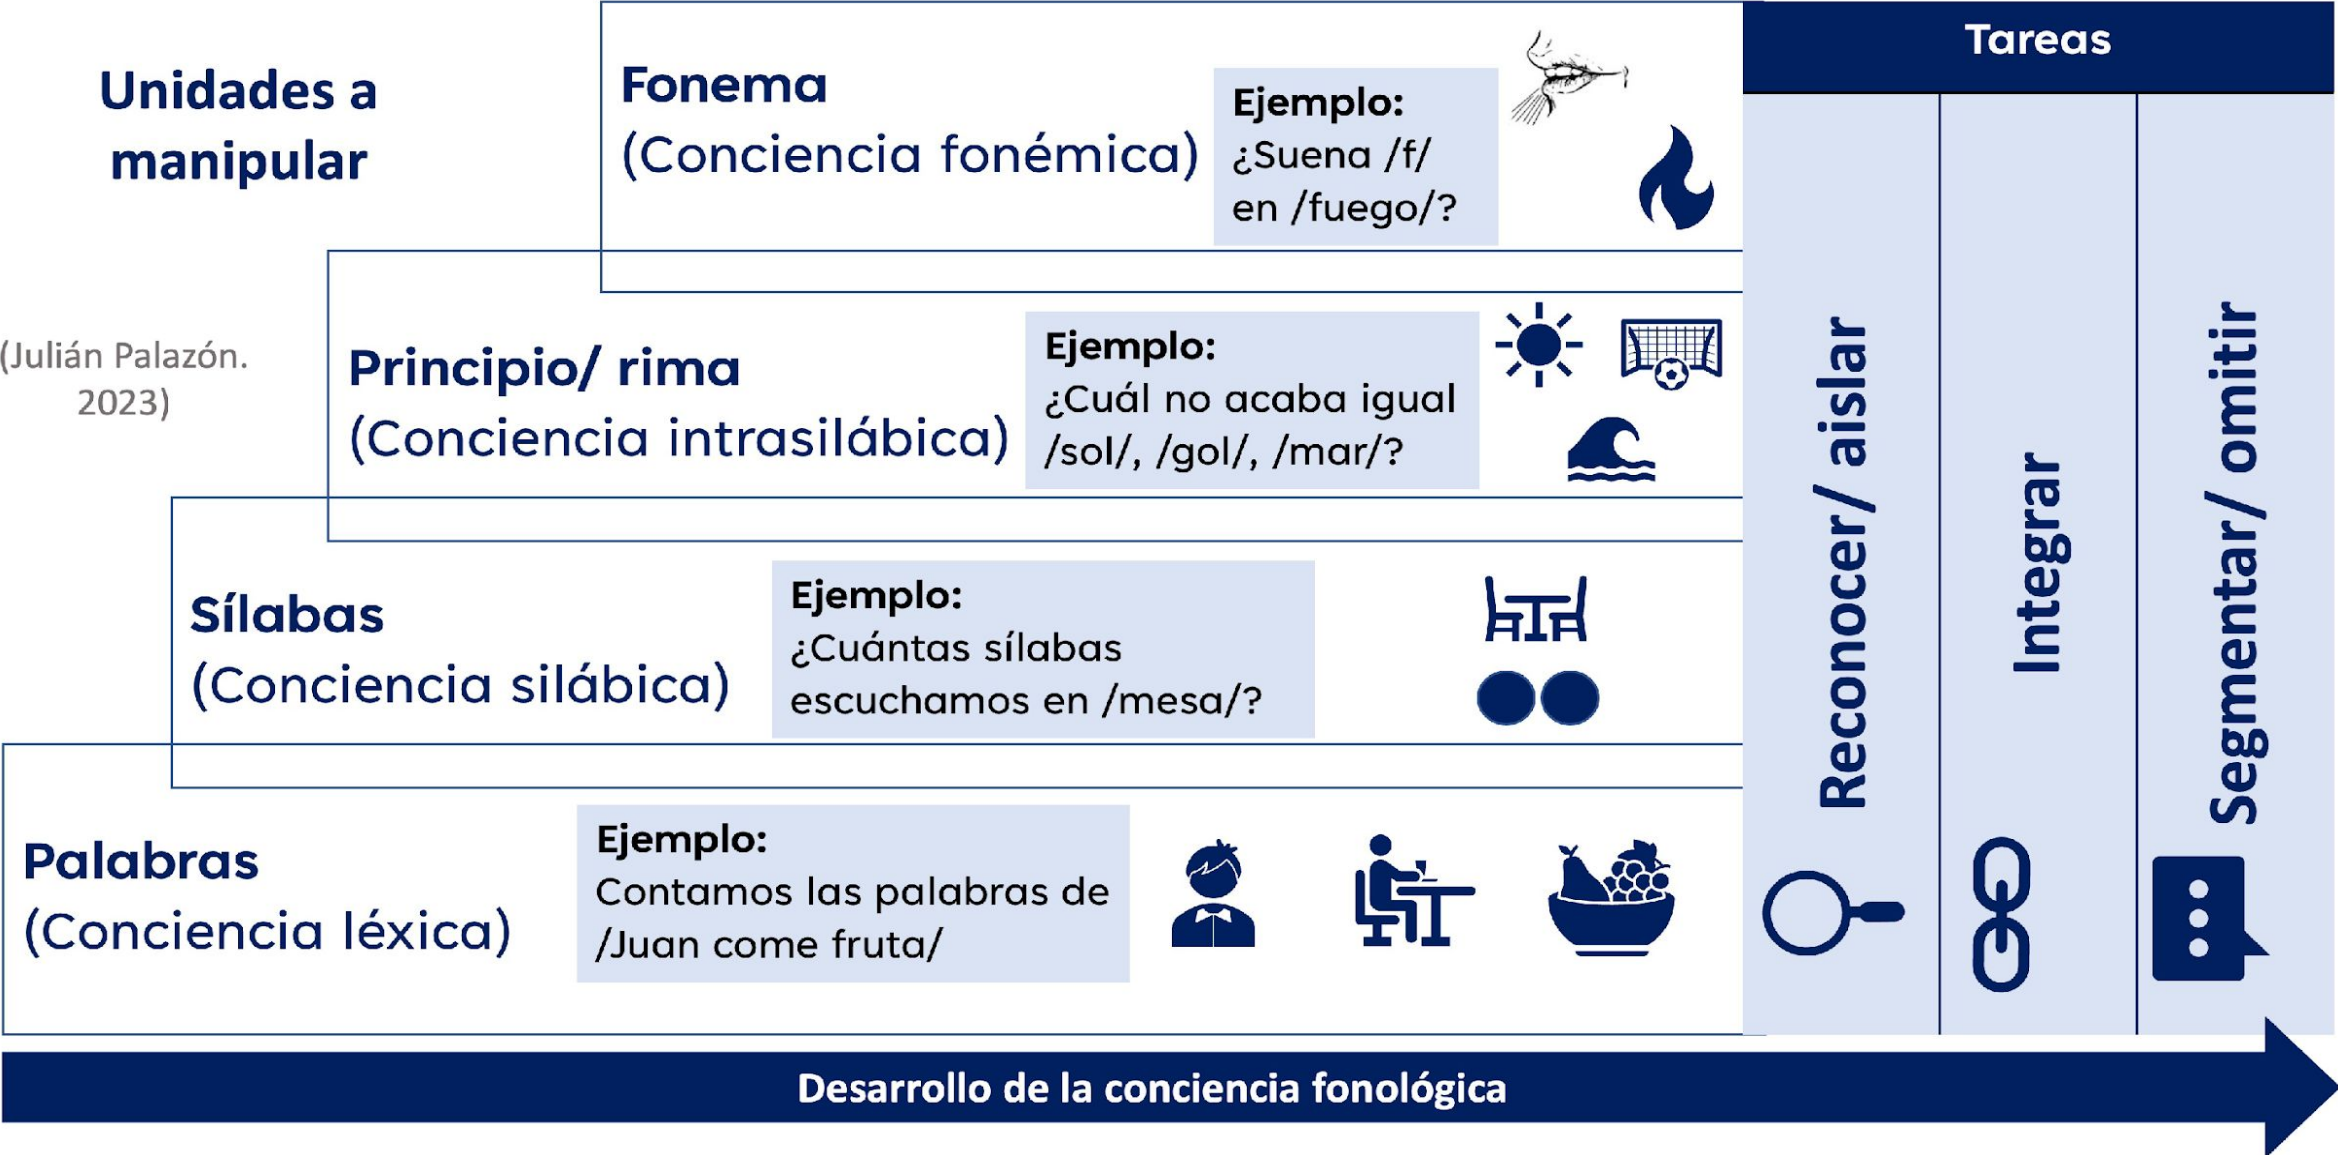 Unidades a
manipular
(Julián Palazón.
2023)
Fonema
(Conciencia fonémica)
Ejemplo:
¿Suena /f/
en /fuego/?
Principio/ rima
(Conciencia intrasilábica)
Ejemplo:
¿Cuál no acaba igual
/sol/, /gol/, /mar/?
Sílabas
(Conciencia silábica)
Ejemplo:
¿Cuántas sílabas
escuchamos en /mesa/?
Palabras
(Conciencia léxica)
Ejemplo:
Contamos las palabras de
/Juan come fruta/
Tareas
Reconocer/ aislar
Integrar
Segmentar/ omitir
Desarrollo de la conciencia fonológica